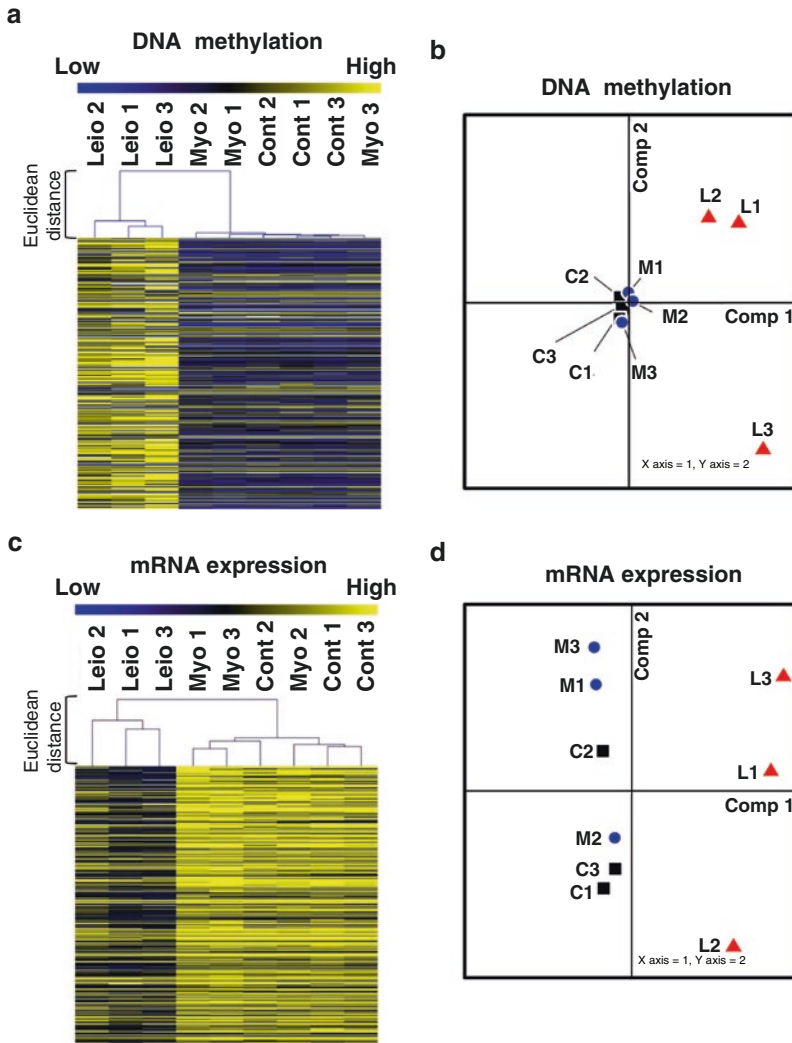 a
DNA methylation
Low High
Leio 2
Leio 1
Leio 3
Myo 2
Myo 1
Cont 2
Cont 1
Cont 3
Myo 3
Euclidean
distance
b
DNA methylation
Comp 2
L2 L1
M1
C2
Comp 1
M2
C3
C1
M3
L3
X axis = 1, Y axis = 2
c
mRNA expression
Low High
Leio 2
Leio 1
Leio 3
Myo 1
Myo 3
Cont 2
Myo 2
Cont 1
Cont 3
Euclidean
distance
d
mRNA expression
Comp 2
M3
L3
M1
C2
L1
Comp 1
M2
C3
C1
L2
X axis = 1, Y axis = 2